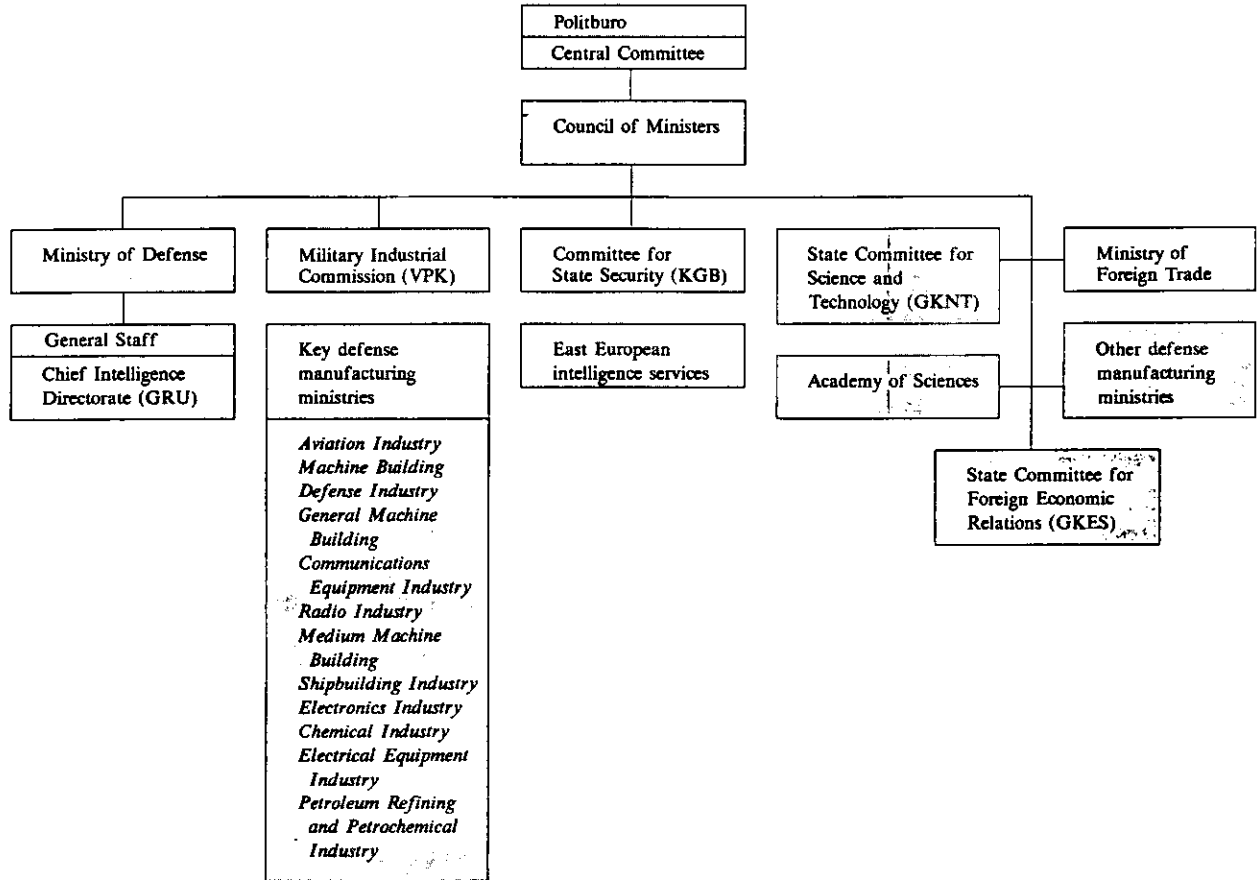 Politburo
Central Committee
Council of Ministers
Ministry of Defense
Military Industrial
Commission (VPK)
Committee for
State Security (KGB)
State Committee for
Science and
Technology (GKNT)
Ministry of
Foreign Trade
General Staff
Chief Intelligence
Directorate (GRU)
Key defense
manufacturing
ministries
East European
intelligence services
Academy of Sciences
Other defense
manufacturing
ministries
State Committee for
Foreign Economic
Relations (GKES)
Aviation Industry
Machine Building
Defense Industry
General Machine
Building
Communications
Equipment Industry
Radio Industry
Medium Machine
Building
Shipbuilding Industry
Electronics Industry
Chemical Industry
Electrical Equipment
Industry
Petroleum Refining
and Petrochemical
Industry